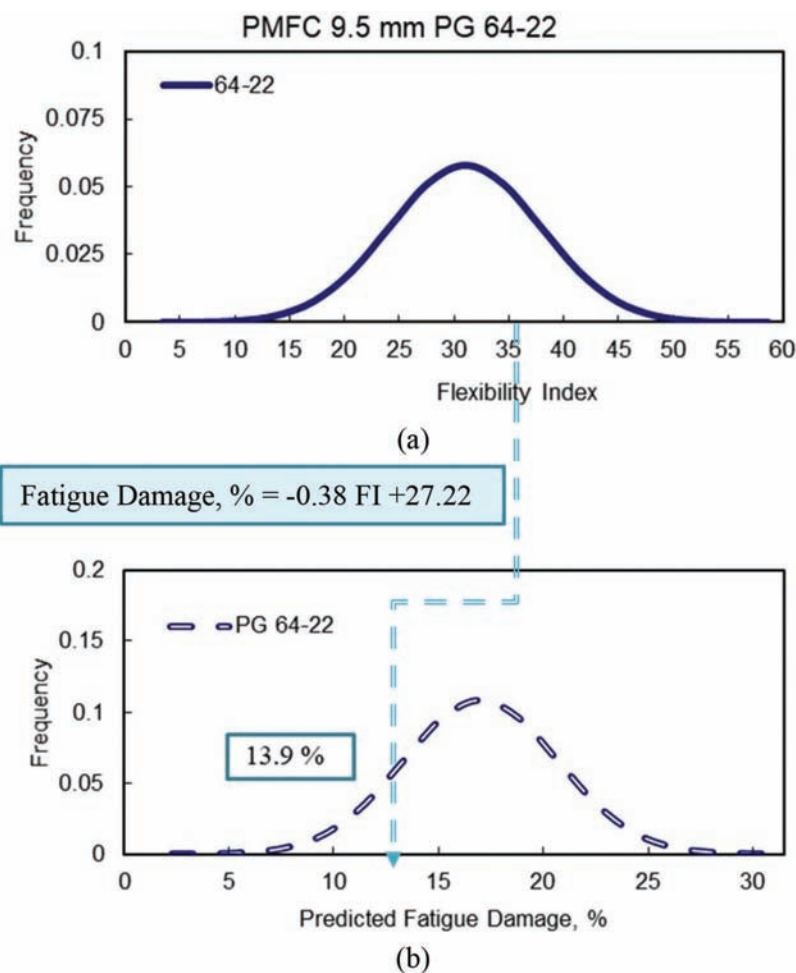 PMFC 9.5 mm PG 64-22
0.1
64-22
0.075
0.05
0.025
0
Frequency
0 5 10 15 20 25 30 35 40 45 50 55 60
Flexibility Index
(a)
Fatigue Damage, % = -0.38 FI +27.22
0.2
PG 64-22
0.15
0.1
13.9 %
0.05
0
Frequency
0 5 10 15 20 25 30
Predicted Fatigue Damage, %
(b)